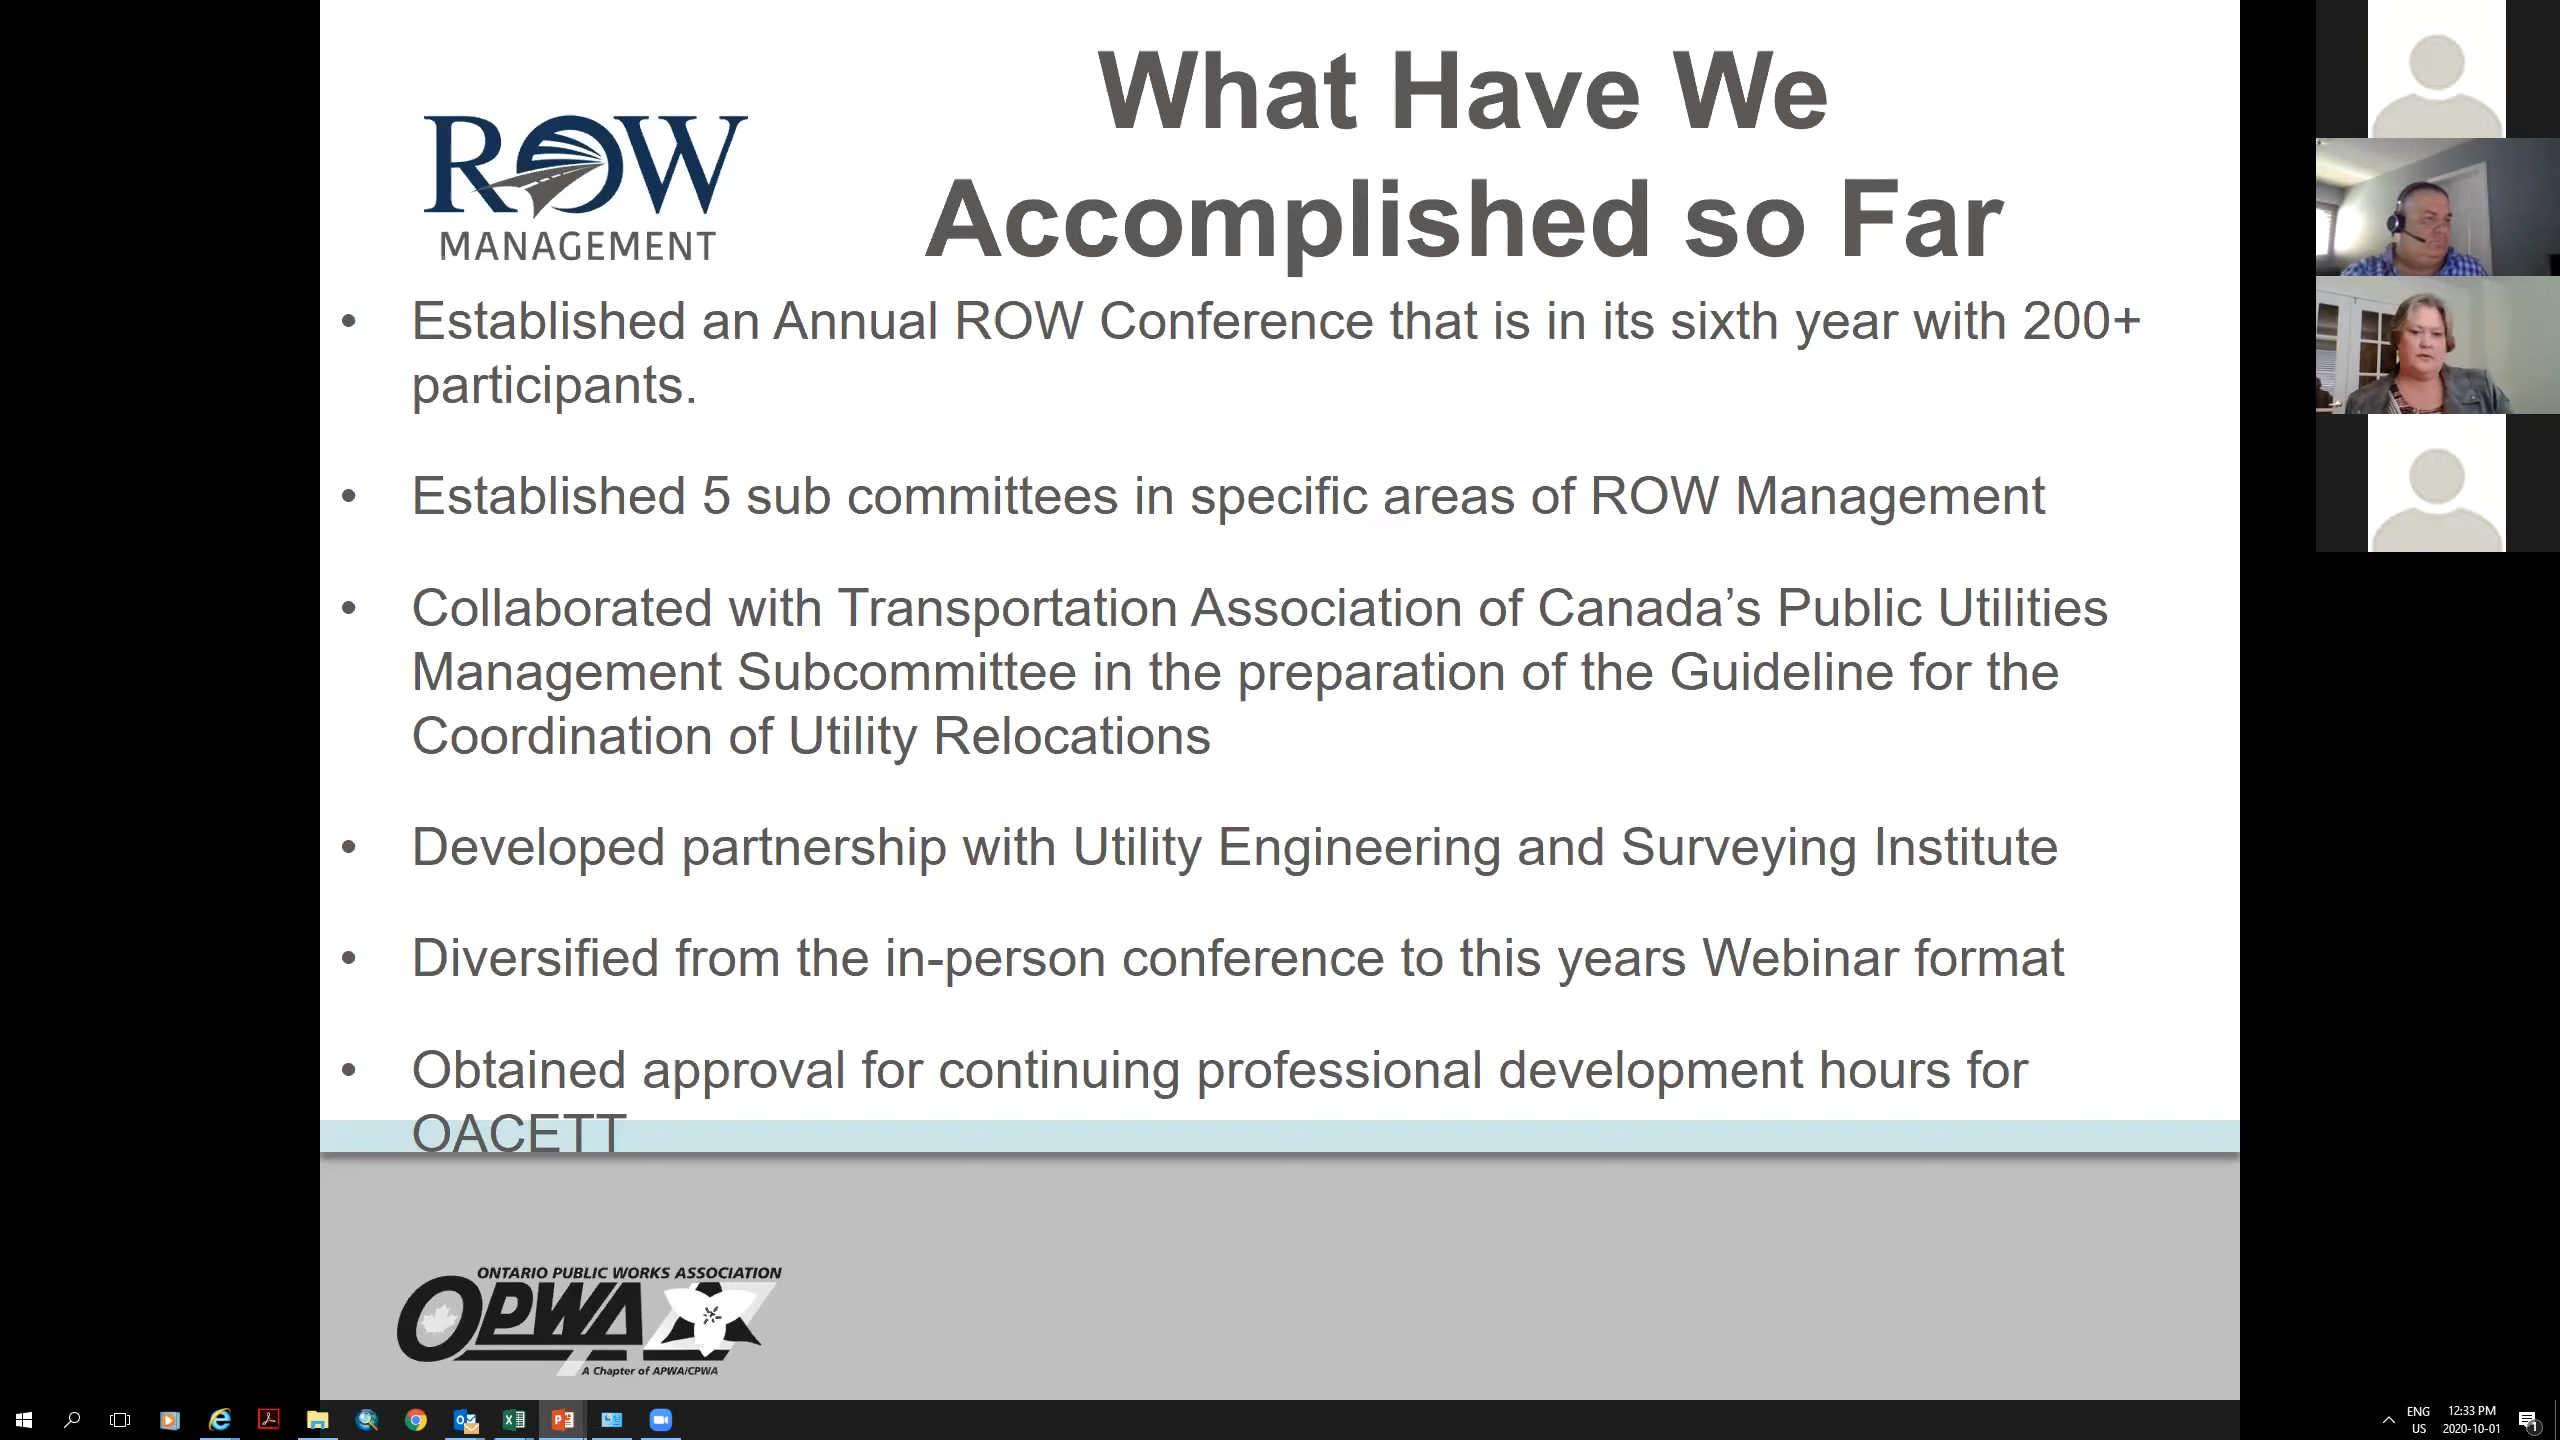 ROW
MANAGEMENT
What Have We
Accomplished so Far
• Established an Annual ROW Conference that is in its sixth year with 200+
participants.
• Established 5 sub committees in specific areas of ROW Management
• Collaborated with Transportation Association of Canada’s Public Utilities
Management Subcommittee in the preparation of the Guideline for the
Coordination of Utility Relocations
• Developed partnership with Utility Engineering and Surveying Institute
• Diversified from the in-person conference to this years Webinar format
• Obtained approval for continuing professional development hours for
OACETT
ONTARIO PUBLIC WORKS ASSOCIATION
OPWA
A Chapter of APWA/CPWA
ENG
US
12:33 PM
2020-10-01
1